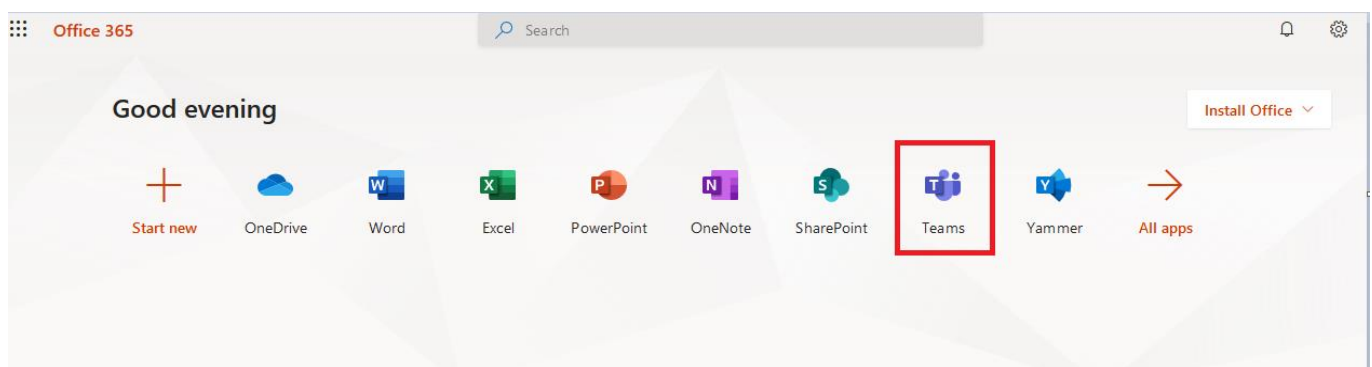 Office 365
Search
Good evening
Install Office
W
X
P
N
S
T
Y
Start new
OneDrive
Word
Excel
PowerPoint
OneNote
SharePoint
Teams
Yammer
All apps